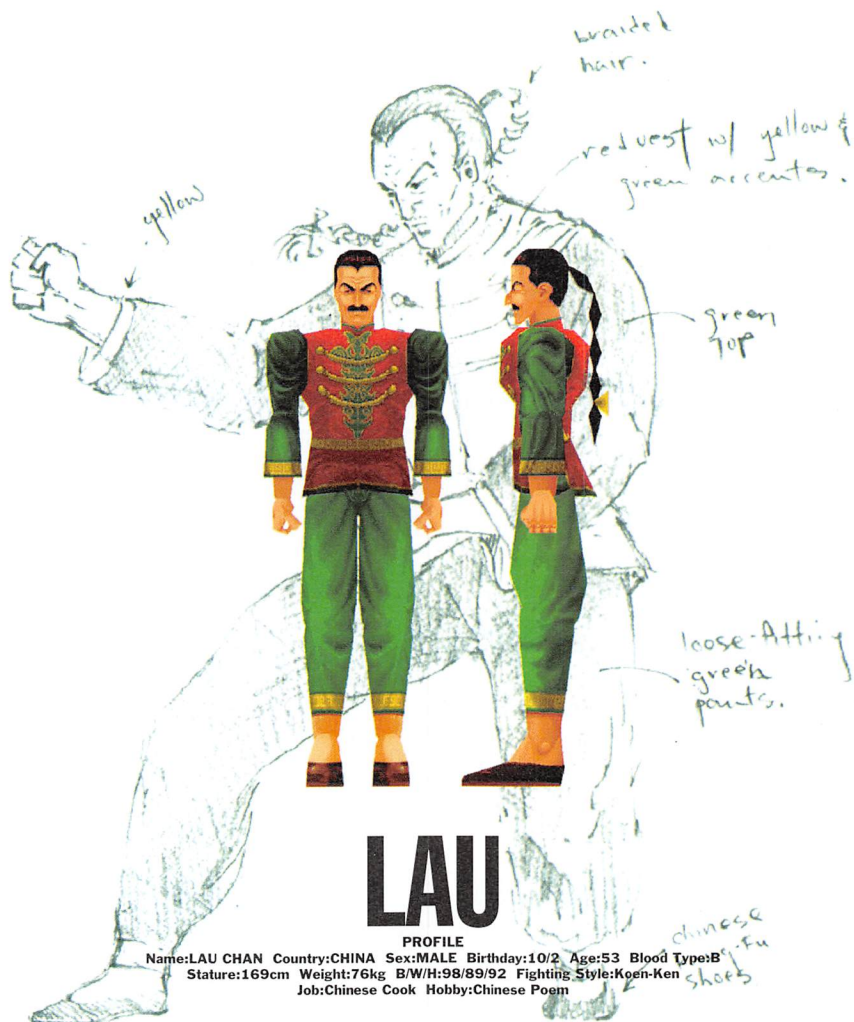 braided
hair.
red vest w/ yellow &
green accentes.
yellow
green
top
loose-fitting
green
pants.
LAU
PROFILE
Name:LAU CHAN Country:CHINA Sex:MALE Birthday:10/2 Age:53 Blood Type:B
Stature:169cm Weight:76kg B/W/H:98/89/92 Fighting Style:Koen-Ken
Job:Chinese Cook Hobby:Chinese Poem
chinese
shoes